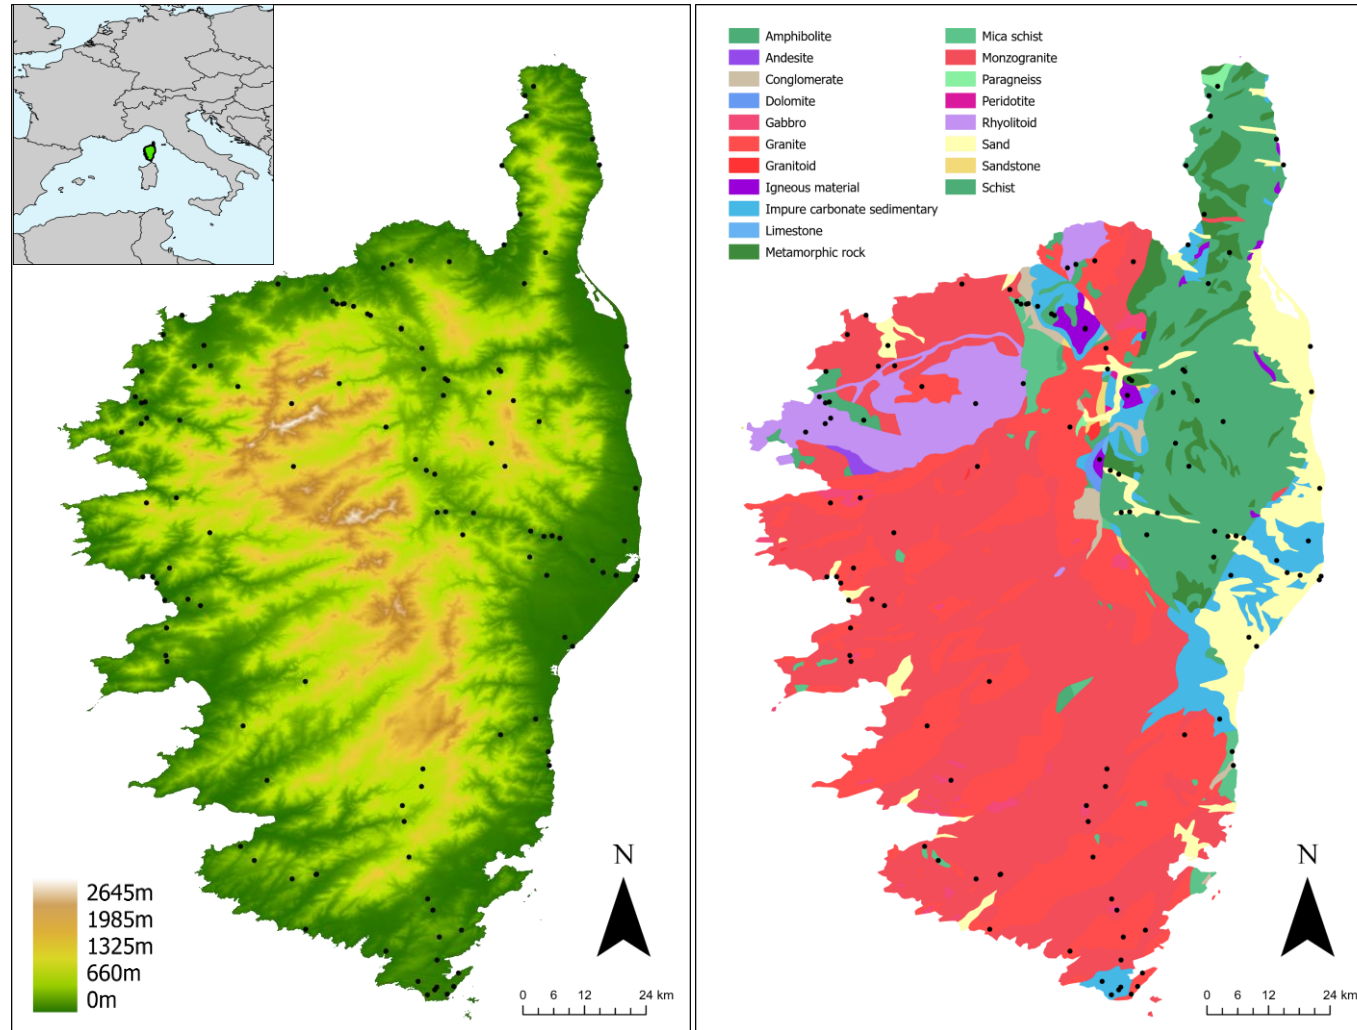 2645m
1985m
1325m
660m
0m
N
0 6 12 24 km
Amphibolite
Andesite
Conglomerate
Dolomite
Gabbro
Granite
Granitoid
Igneous material
Impure carbonate sedimentary
Limestone
Metamorphic rock
Mica schist
Monzogranite
Paragneiss
Peridotite
Rhyolitoid
Sand
Sandstone
Schist
N
0 6 12 24 km